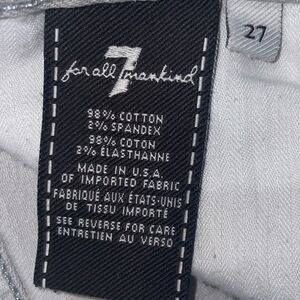 27
7
for all mankind
98% COTTON
2% SPANDEX
98% COTON
2% ÉLASTHANNE
MADE IN U.S.A.
OF IMPORTED FABRIC
FABRIQUÉ AUX ÉTATS-UNIS
DE TISSU IMPORTÉ
SEE REVERSE FOR CARE
ENTRETIEN AU VERSO